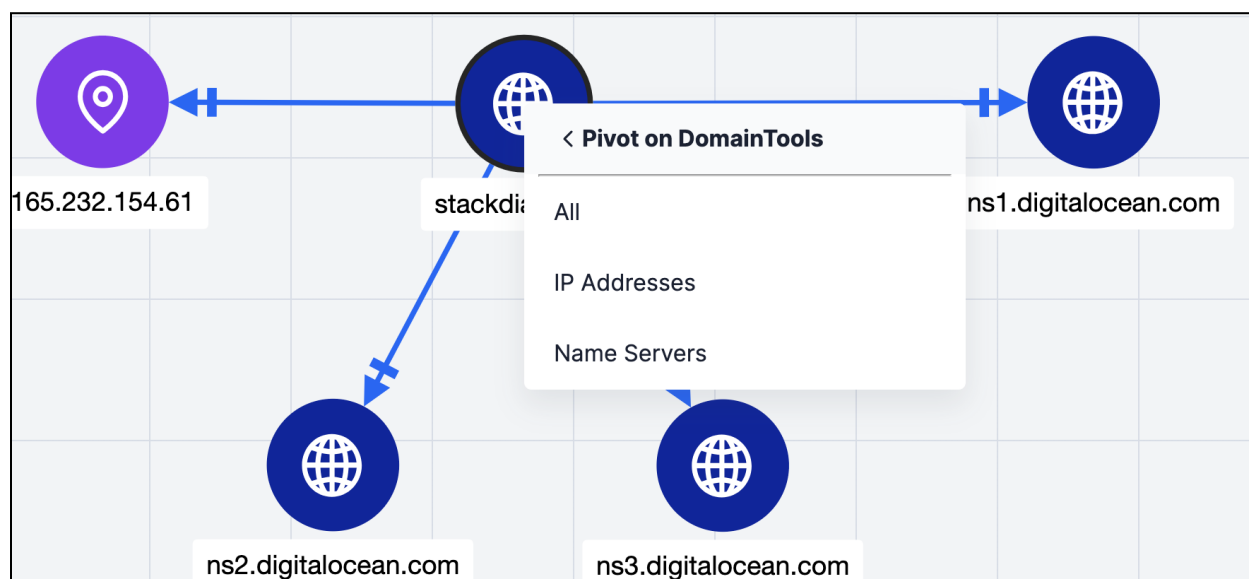 Pivot on DomainTools
165.232.154.61
ns1.digitalocean.com
All
IP Addresses
Name Servers
ns2.digitalocean.com
ns3.digitalocean.com